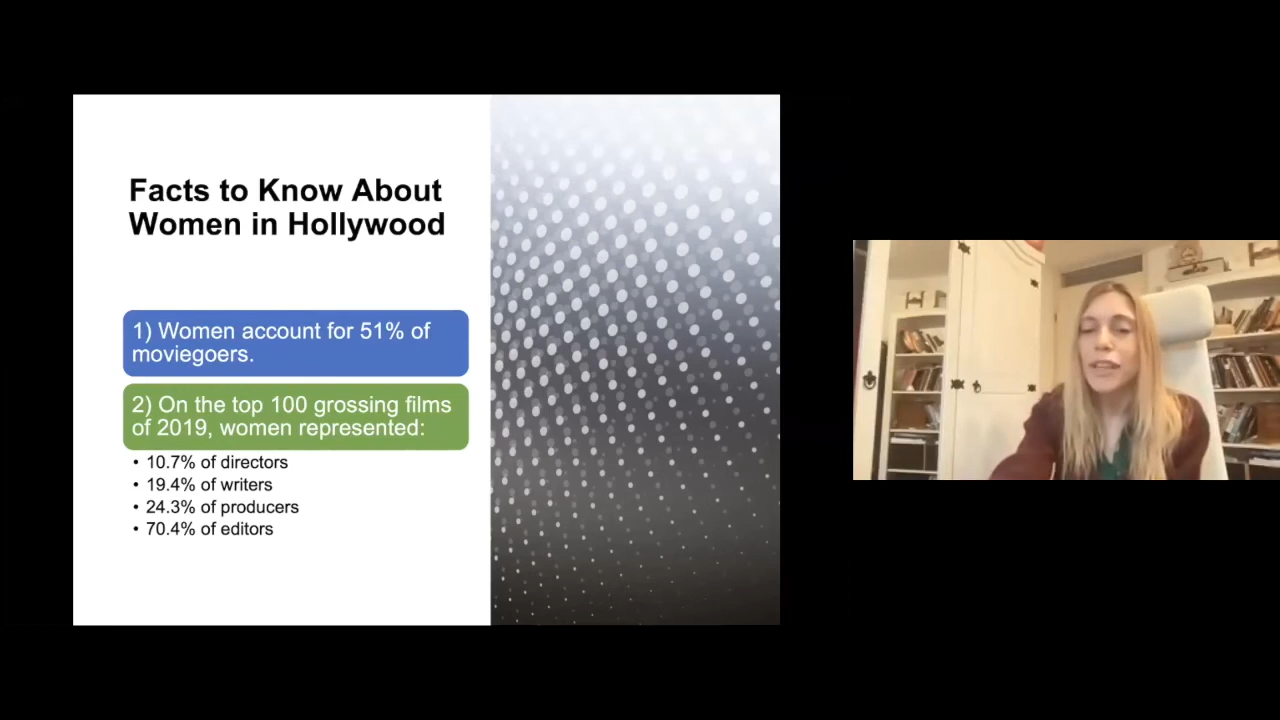 Facts to Know About
Women in Hollywood
1) Women account for 51% of
moviegoers.
2) On the top 100 grossing films
of 2019, women represented:
• 10.7% of directors
• 19.4% of writers
• 24.3% of producers
• 70.4% of editors